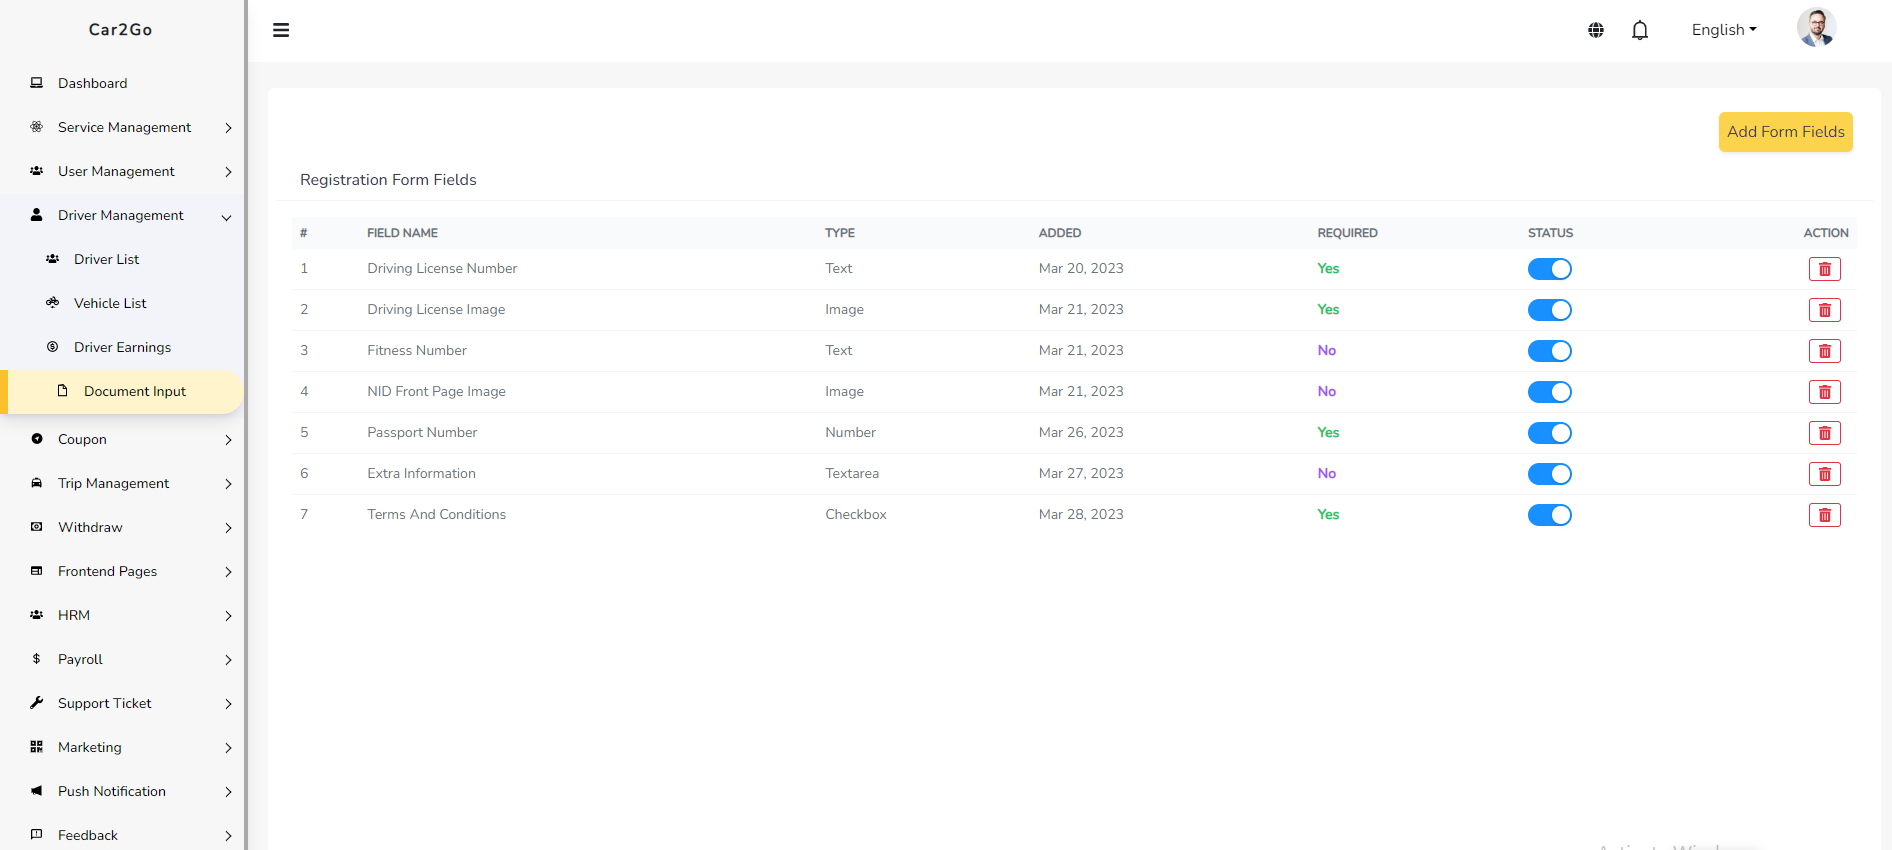 Car2Go
English
Dashboard
Service Management
User Management
Driver Management
Driver List
Vehicle List
Driver Earnings
Document Input
Coupon
Trip Management
Withdraw
Frontend Pages
HRM
Payroll
Support Ticket
Marketing
Push Notification
Feedback
Add Form Fields
Registration Form Fields
# FIELD NAME TYPE ADDED REQUIRED STATUS ACTION
1 Driving License Number Text Mar 20, 2023 Yes
2 Driving License Image Image Mar 21, 2023 Yes
3 Fitness Number Text Mar 21, 2023 No
4 NID Front Page Image Image Mar 21, 2023 No
5 Passport Number Number Mar 26, 2023 Yes
6 Extra Information Textarea Mar 27, 2023 No
7 Terms And Conditions Checkbox Mar 28, 2023 Yes